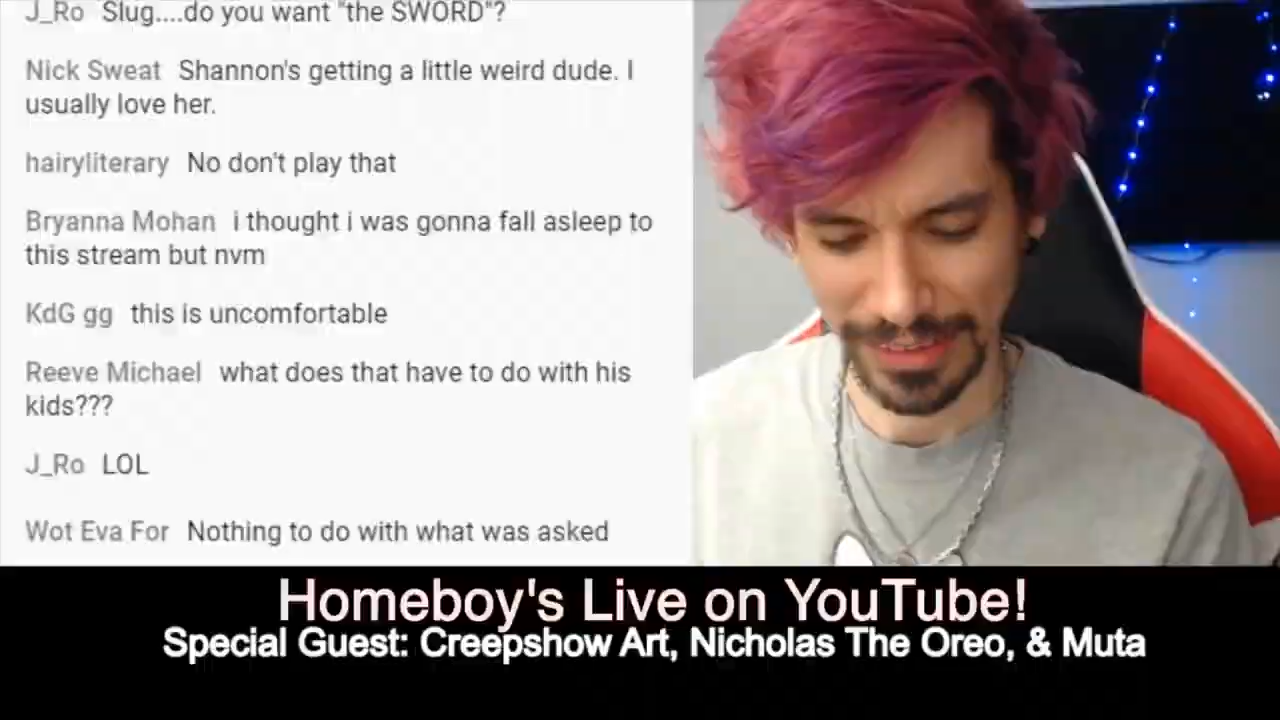 J_Ro Slug....do you want "the SWORD"?
Nick Sweat Shannon's getting a little weird dude. I
usually love her.
hairyliterary No don't play that
Bryanna Mohan i thought i was gonna fall asleep to
this stream but nvm
KdG gg this is uncomfortable
Reeve Michael what does that have to do with his
kids???
J_Ro LOL
Wot Eva For Nothing to do with what was asked
Homeboy's Live on YouTube!
Special Guest: Creepshow Art, Nicholas The Oreo, & Muta